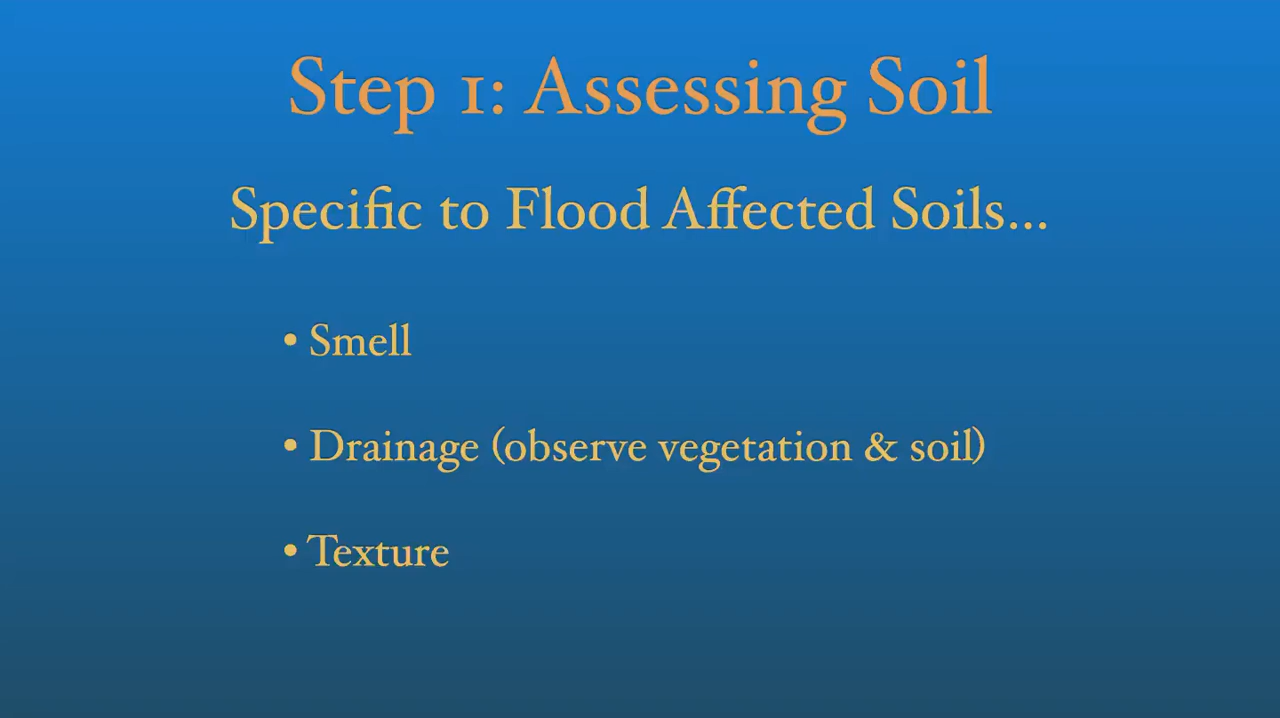 Step 1: Assessing Soil
Specific to Flood Affected Soils...
• Smell
• Drainage (observe vegetation & soil)
• Texture